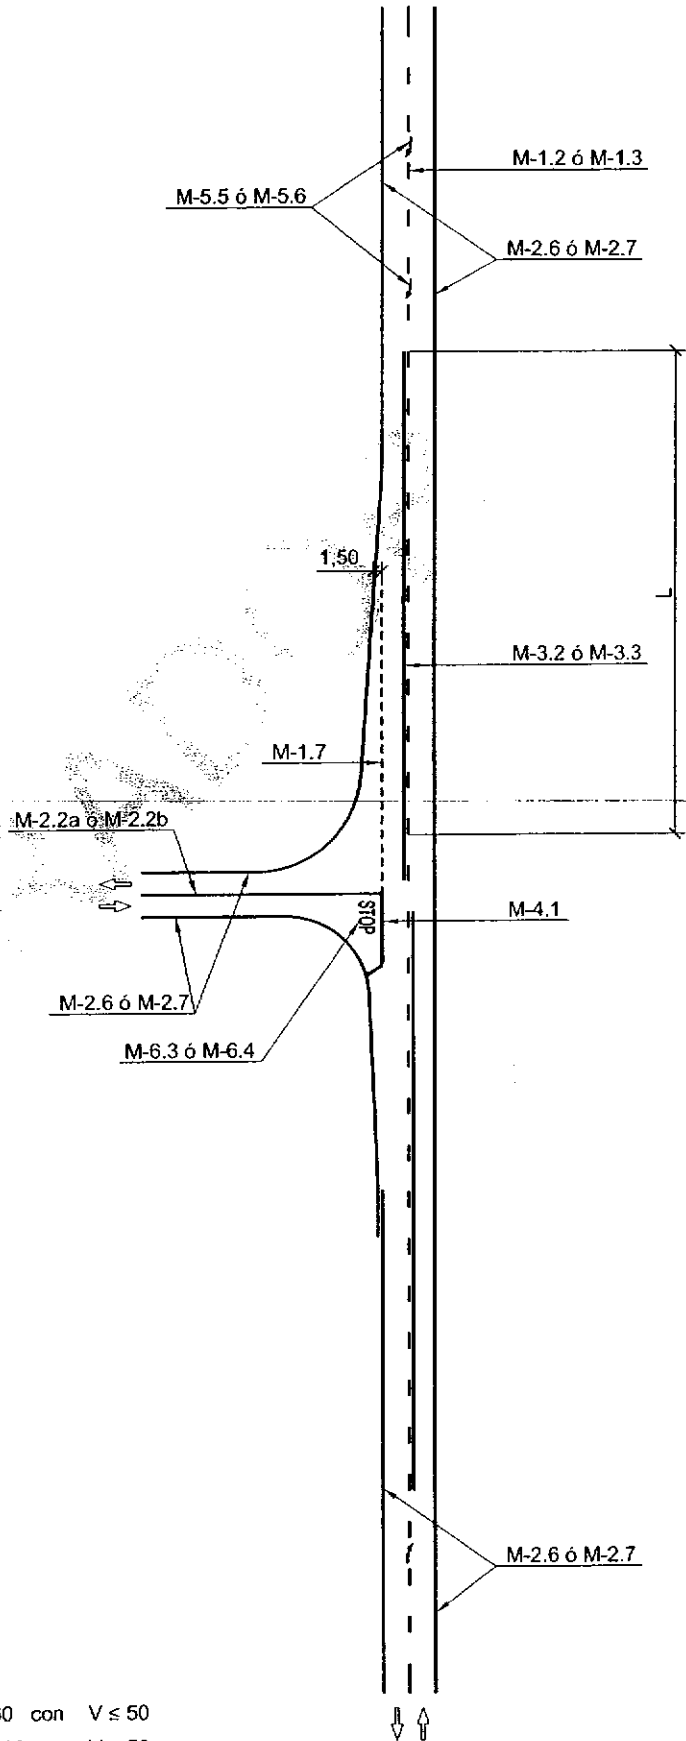 M-1.2 ó M-1.3
M-5.5 ó M-5.6
M-2.6 ó M-2.7
1,50
L
M-3.2 ó M-3.3
M-1.7
M-2.2a ó M-2.2b
STOP
M-4.1
M-2.6 ó M-2.7
M-6.3 ó M-6.4
M-2.6 ó M-2.7
con V ≤ 50